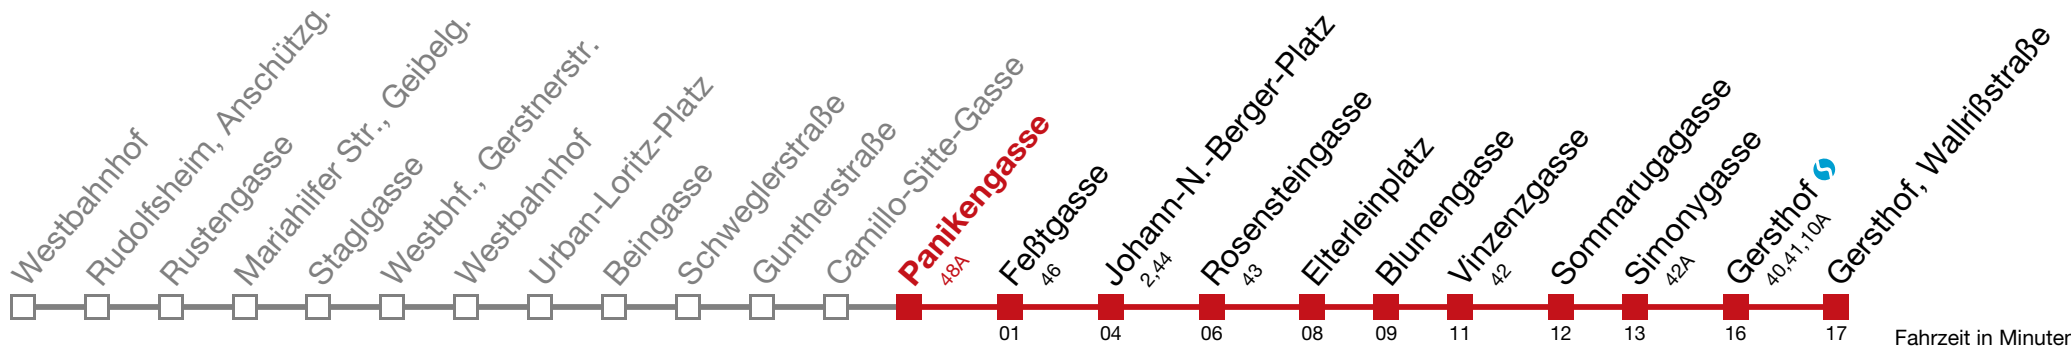 Westbahnhof
Rudolfsheim, Anschützg.
Rustengasse
Mariahilfer Str., Geibelg.
Staglgasse
Westbhf., Gerstnerstr.
Westbahnhof
Urban-Loritz-Platz
Beingasse
Schweglerstraße
Guntherstraße
Camillo-Sitte-Gasse
Panikengasse
48A
Feßtgasse
46
Johann-N.-Berger-Platz
2,44
Rosensteingasse
43
Elterleinplatz
Blumengasse
Vinzenzgasse
42
Sommarugagasse
Simonygasse
42A
Gersthof
40,41,10A
Gersthof, Wallrißstraße
01 04 06 08 09 11 12 13 16 17
Fahrzeit in Minuten